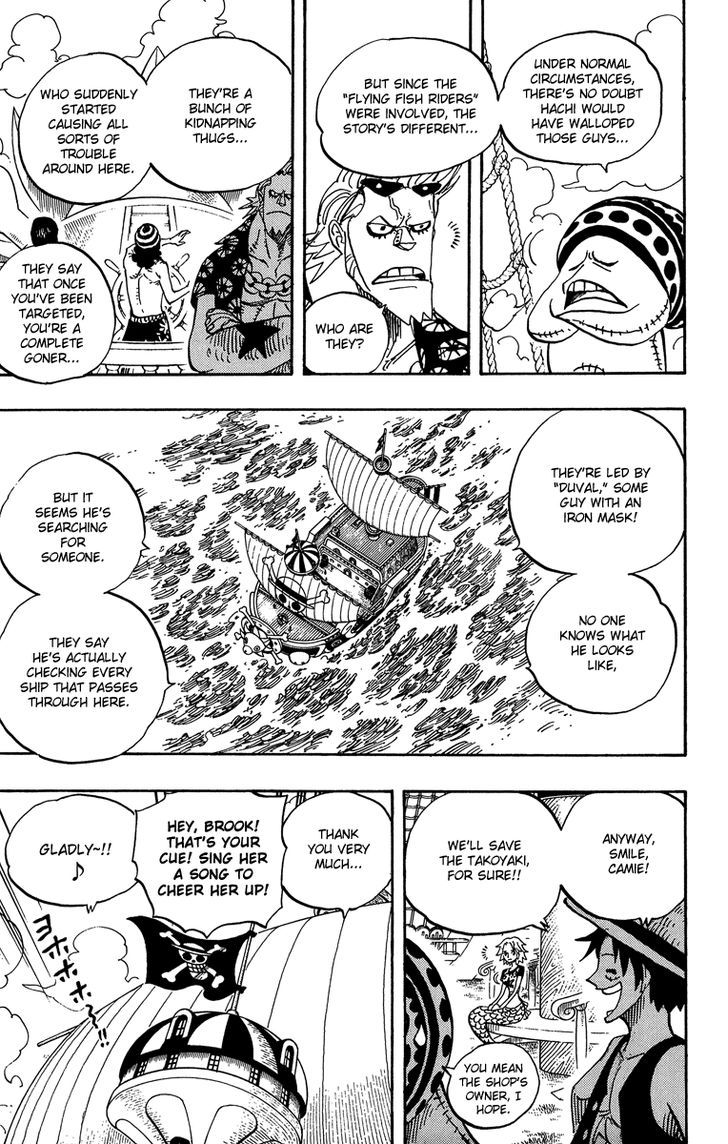 UNDER NORMAL
CIRCUMSTANCES,
THERE'S NO DOUBT
HACHI WOULD
HAVE WALLOPED
THOSE GUYS...
BUT SINCE THE
"FLYING FISH RIDERS"
WERE INVOLVED, THE
STORY'S DIFFERENT...
WHO ARE
THEY?
THEY'RE A
BUNCH OF
KIDNAPPING
THUGS...
WHO SUDDENLY
STARTED
CAUSING ALL
SORTS OF
TROUBLE
AROUND HERE.
THEY SAY
THAT ONCE
YOU'VE BEEN
TARGETED,
YOU'RE A
COMPLETE
GONER...
THEY'RE LED BY
"DUVAL," SOME
GUY WITH AN
IRON MASK!
NO ONE
KNOWS WHAT
HE LOOKS
LIKE,
BUT IT
SEEMS HE'S
SEARCHING
FOR
SOMEONE.
THEY SAY
HE'S ACTUALLY
CHECKING EVERY
SHIP THAT PASSES
THROUGH HERE.
ANYWAY,
SMILE,
CAMIE!
WE'LL SAVE
THE TAKOYAKI,
FOR SURE!!
YOU MEAN
THE SHOP'S
OWNER, I
HOPE.
THANK
YOU VERY
MUCH...
HEY, BROOK!
THAT'S YOUR
CUE! SING HER
A SONG TO
CHEER HER UP!
GLADLY~!!
♪
ヨホホホ〜!!